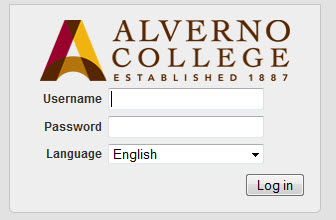 ALVERNO
COLLEGE
ESTABLISHED 1887
Username
Password
Language English
Log in